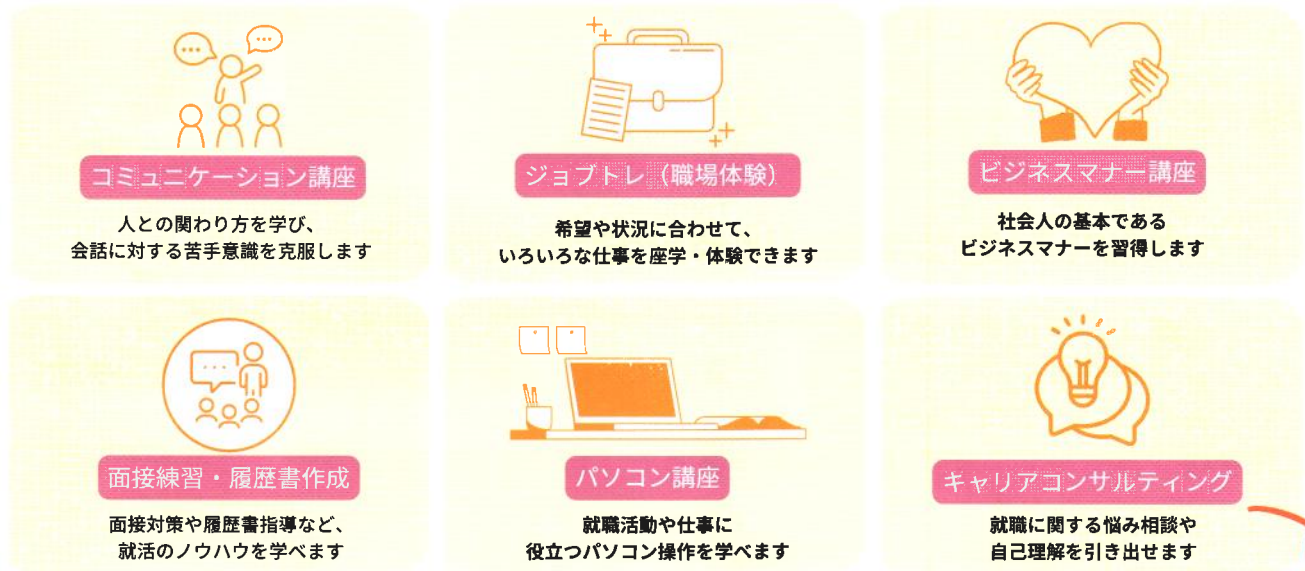 コミュニケーション講座
人との関わり方を学び、
会話に対する苦手意識を克服します
ジョブトレ（職場体験）
希望や状況に合わせて、
いろいろな仕事を座学・体験できます
ビジネスマナー講座
社会人の基本である
ビジネスマナーを習得します
面接練習・履歴書作成
面接対策や履歴書指導など、
就活のノウハウを学べます
パソコン講座
就職活動や仕事に
役立つパソコン操作を学べます
キャリアコンサルティング
就職に関する悩み相談や
自己理解を引き出せます